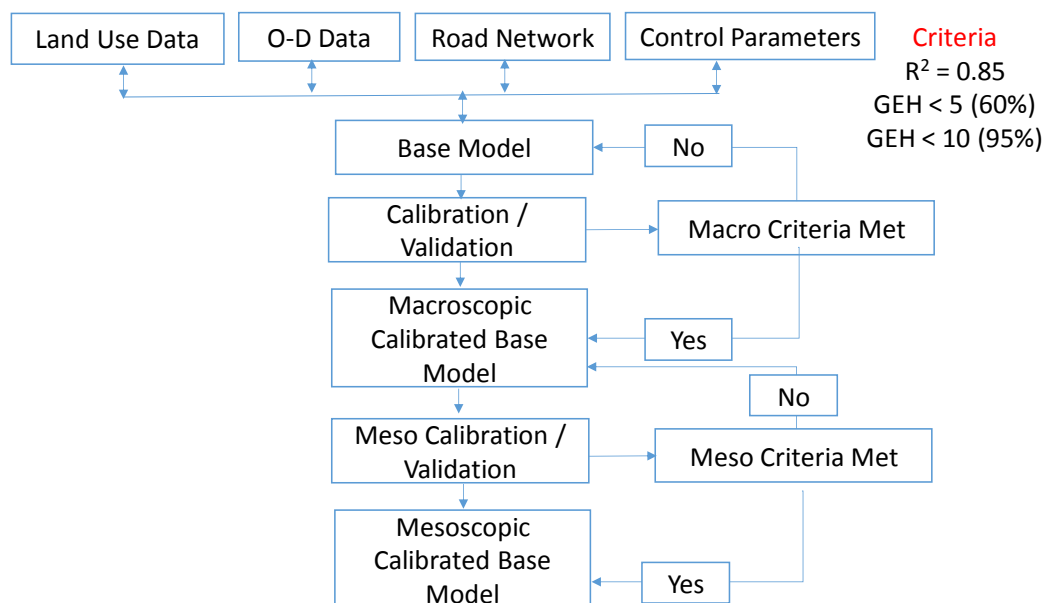 Land Use Data
O-D Data
Road Network
Control Parameters
Criteria
R² = 0.85
GEH < 5 (60%)
GEH < 10 (95%)
Base Model
No
Calibration /
Validation
Macro Criteria Met
Macroscopic
Calibrated Base
Model
Yes
No
Meso Calibration /
Validation
Meso Criteria Met
Mesoscopic
Calibrated Base
Model
Yes